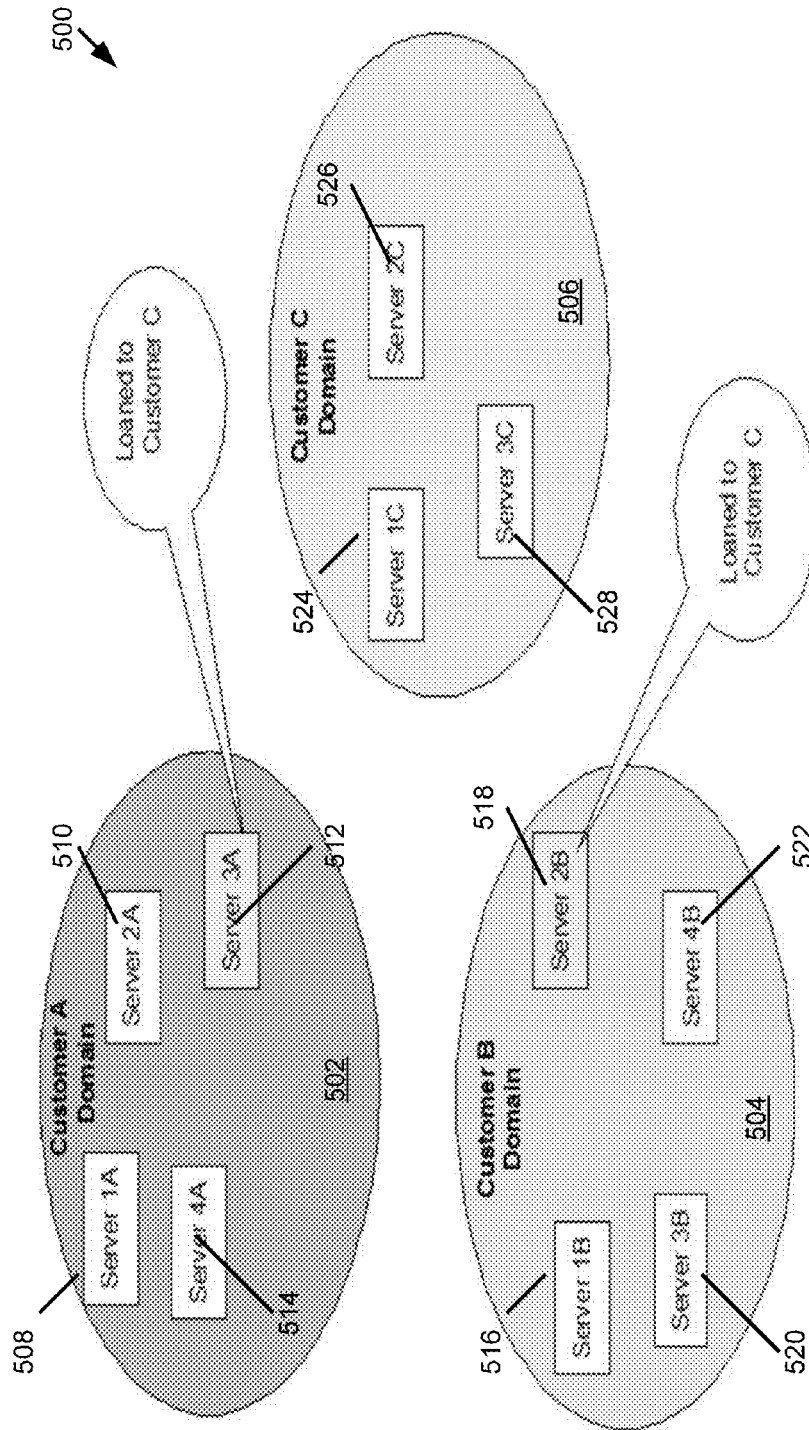 500
Customer A
Domain
508
Server 1A
510
Server 2A
Server 3A
512
Server 4A
514
502
Loaned to
Customer C
Customer B
Domain
516
Server 1B
518
Server 2B
Server 3B
520
Server 4B
522
504
Loaned to
Customer C
Customer C
Domain
524
Server 1C
526
Server 2C
Server 3C
528
506